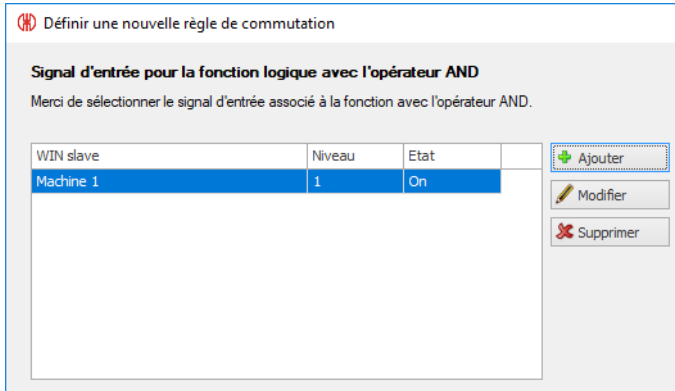 Définir une nouvelle règle de commutation
Signal d'entrée pour la fonction logique avec l'opérateur AND
Merci de sélectionner le signal d'entrée associé à la fonction avec l'opérateur AND.
WIN slave Niveau Etat
Machine 1 1 On
Ajouter
Modifier
Supprimer